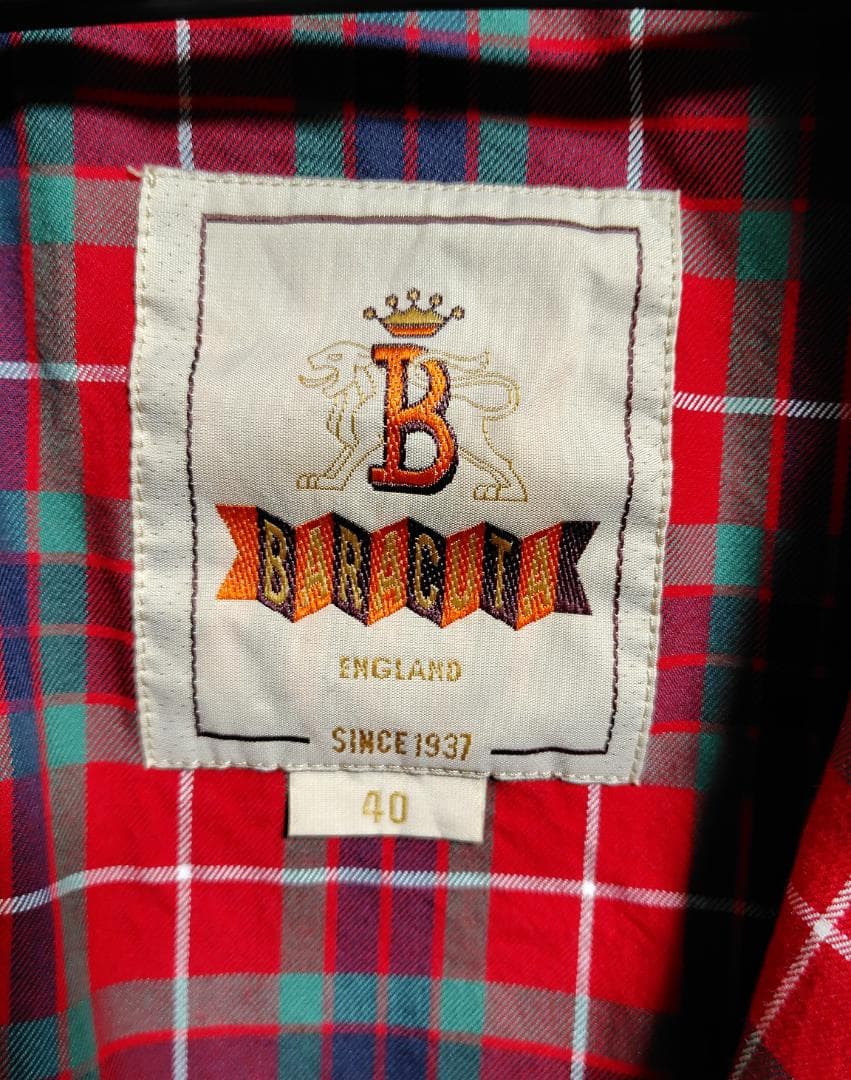 B
BARACUTA
ENGLAND
SINCE 1937
40